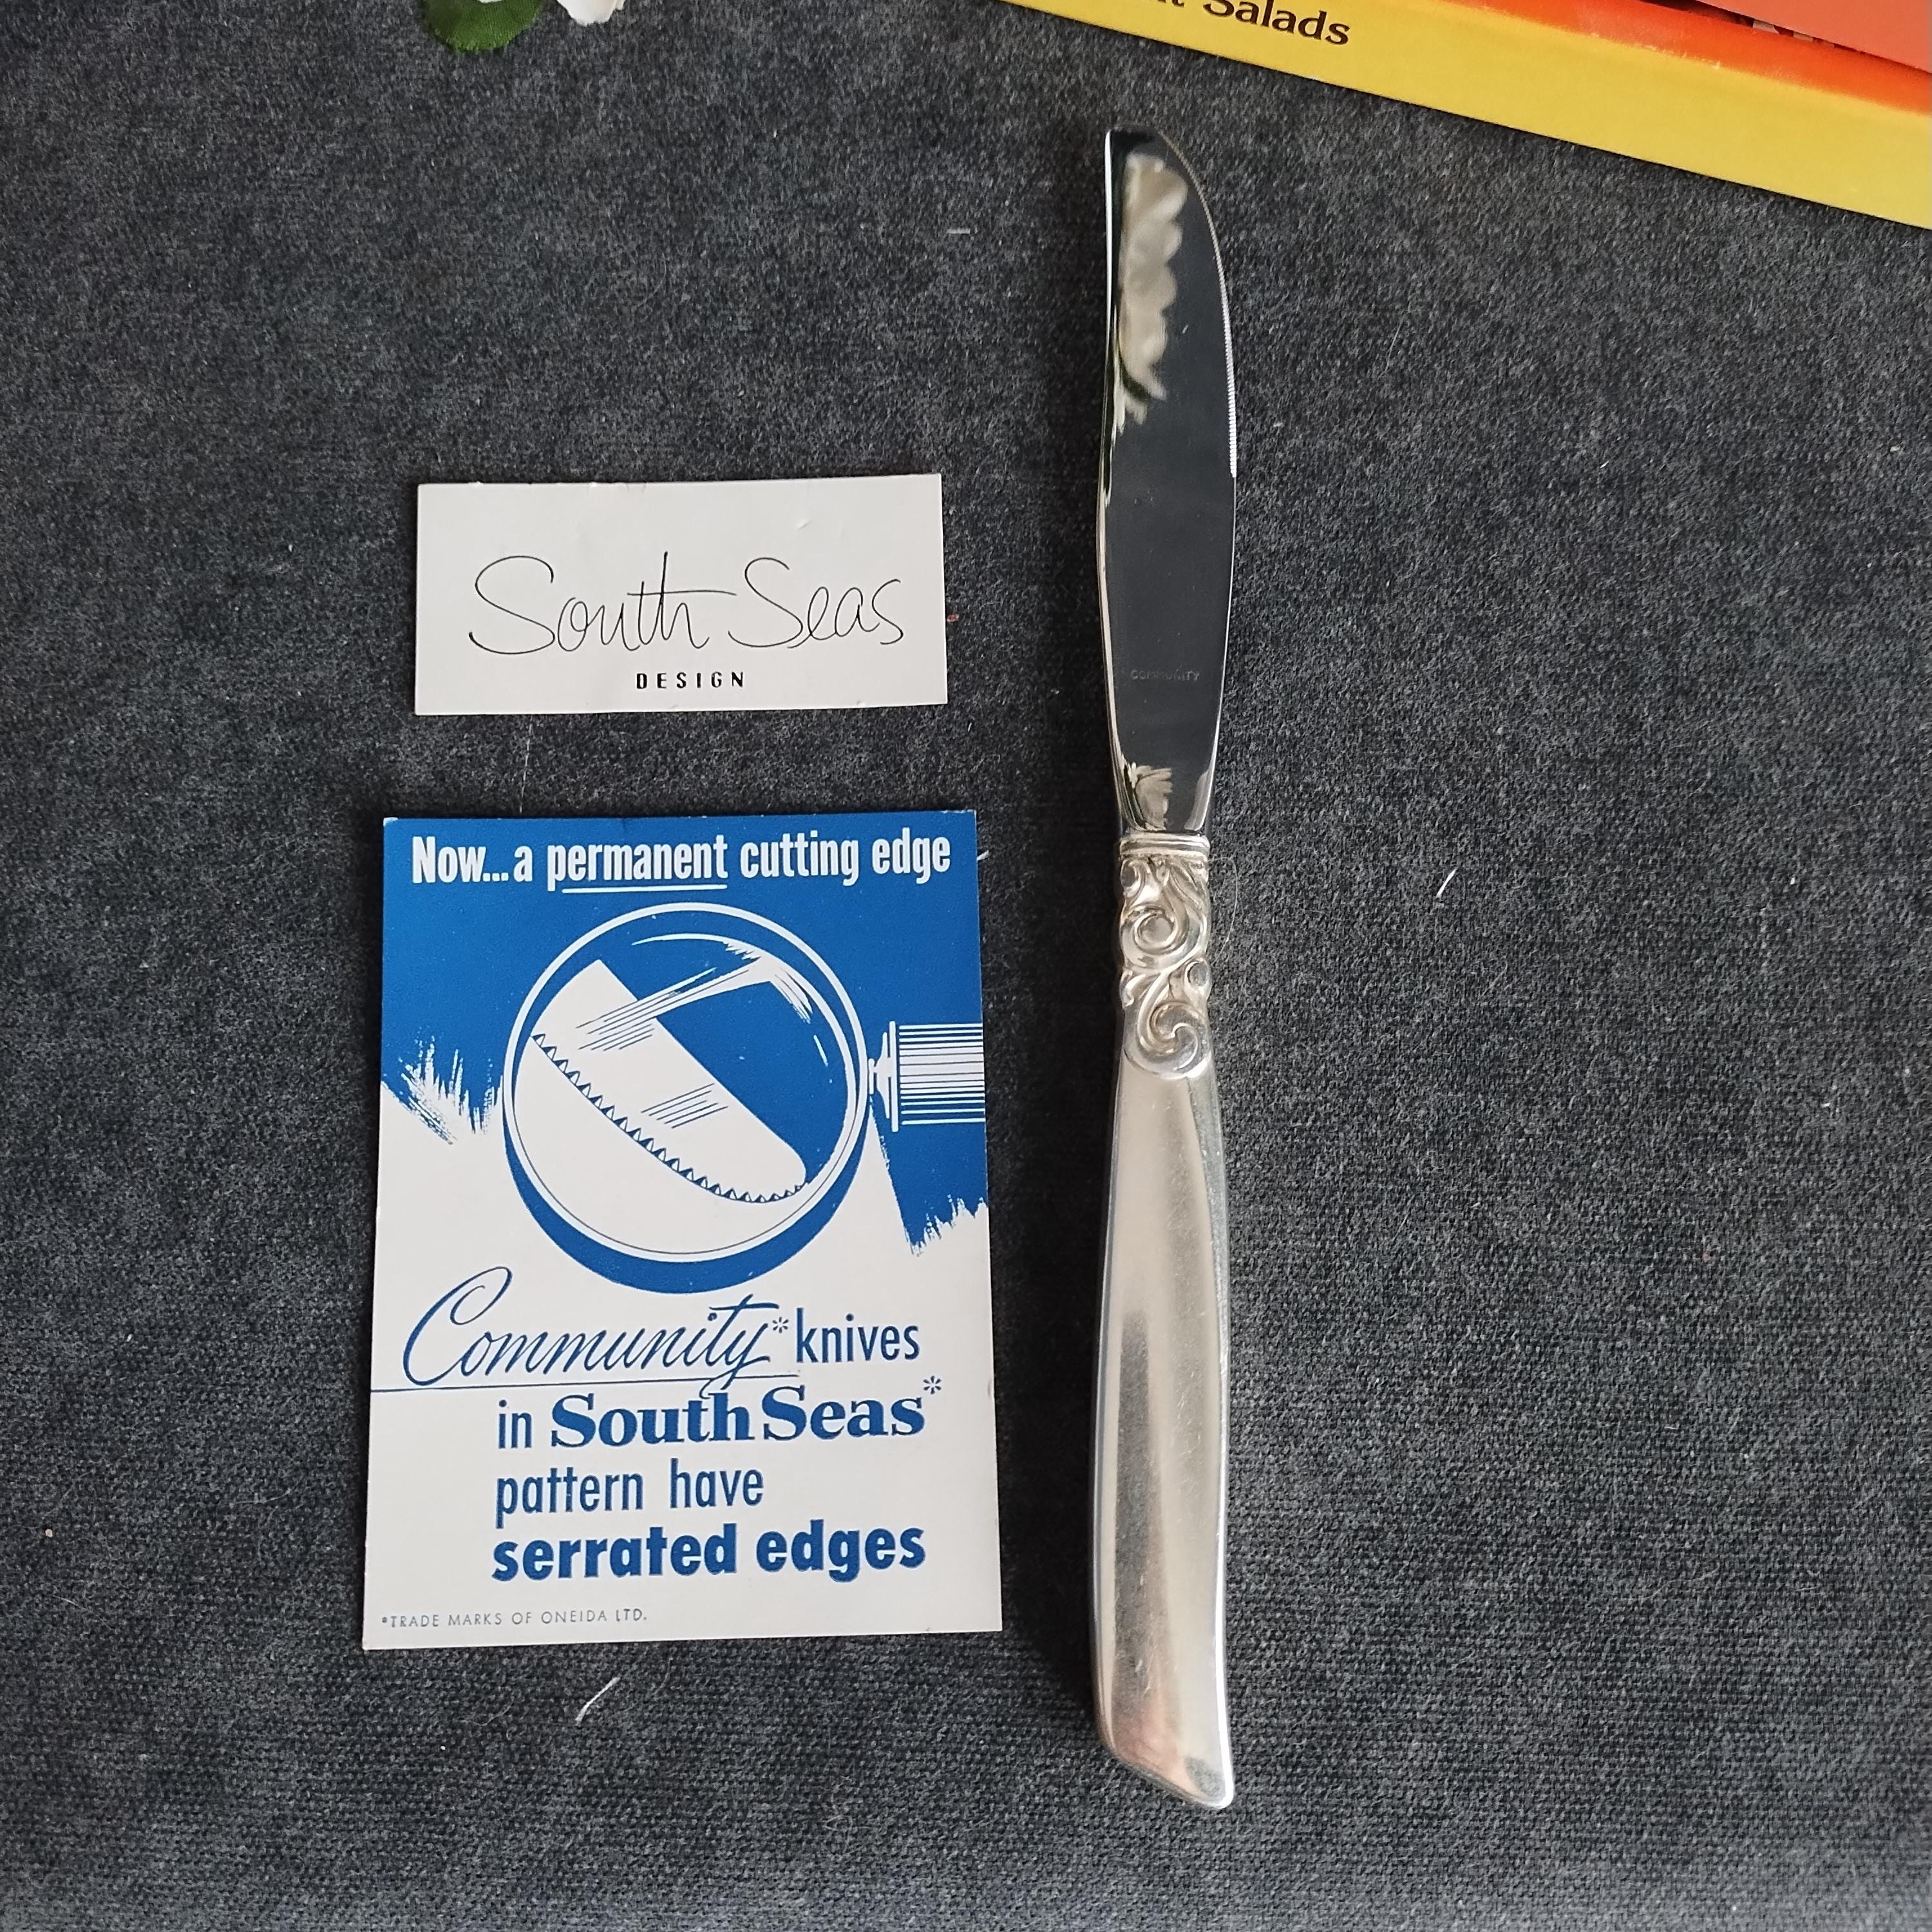 Salads
South Seas
DESIGN
COMMUNITY
Now...a permanent cutting edge
Community* knives
in South Seas*
pattern have
serrated edges
*TRADE MARKS OF ONEIDA LTD.